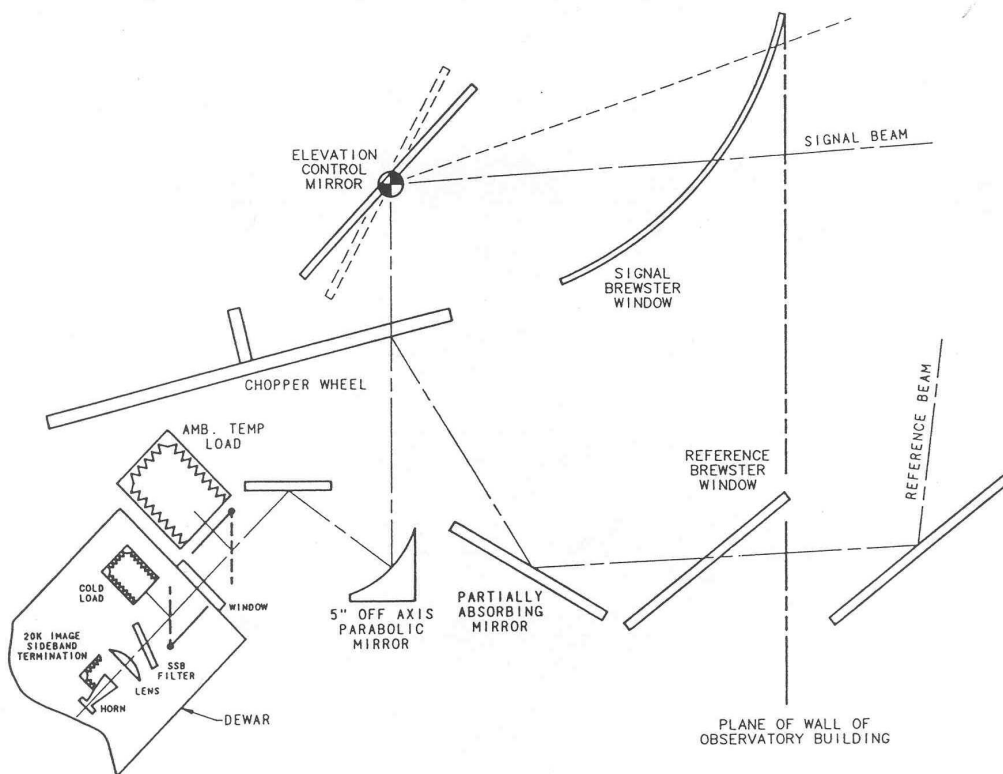 SIGNAL BEAM
ELEVATION
CONTROL
MIRROR
SIGNAL
BREWSTER
WINDOW
CHOPPER WHEEL
REFERENCE BEAM
AMB. TEMP
LOAD
REFERENCE
BREWSTER
WINDOW
COLD
LOAD
WINDOW
5" OFF AXIS
PARABOLIC
MIRROR
PARTIALLY
ABSORBING
MIRROR
20K IMAGE
SIDEBAND
TERMINATION
SSB
FILTER
LENS
HORN
DEWAR
PLANE OF WALL OF
OBSERVATORY BUILDING